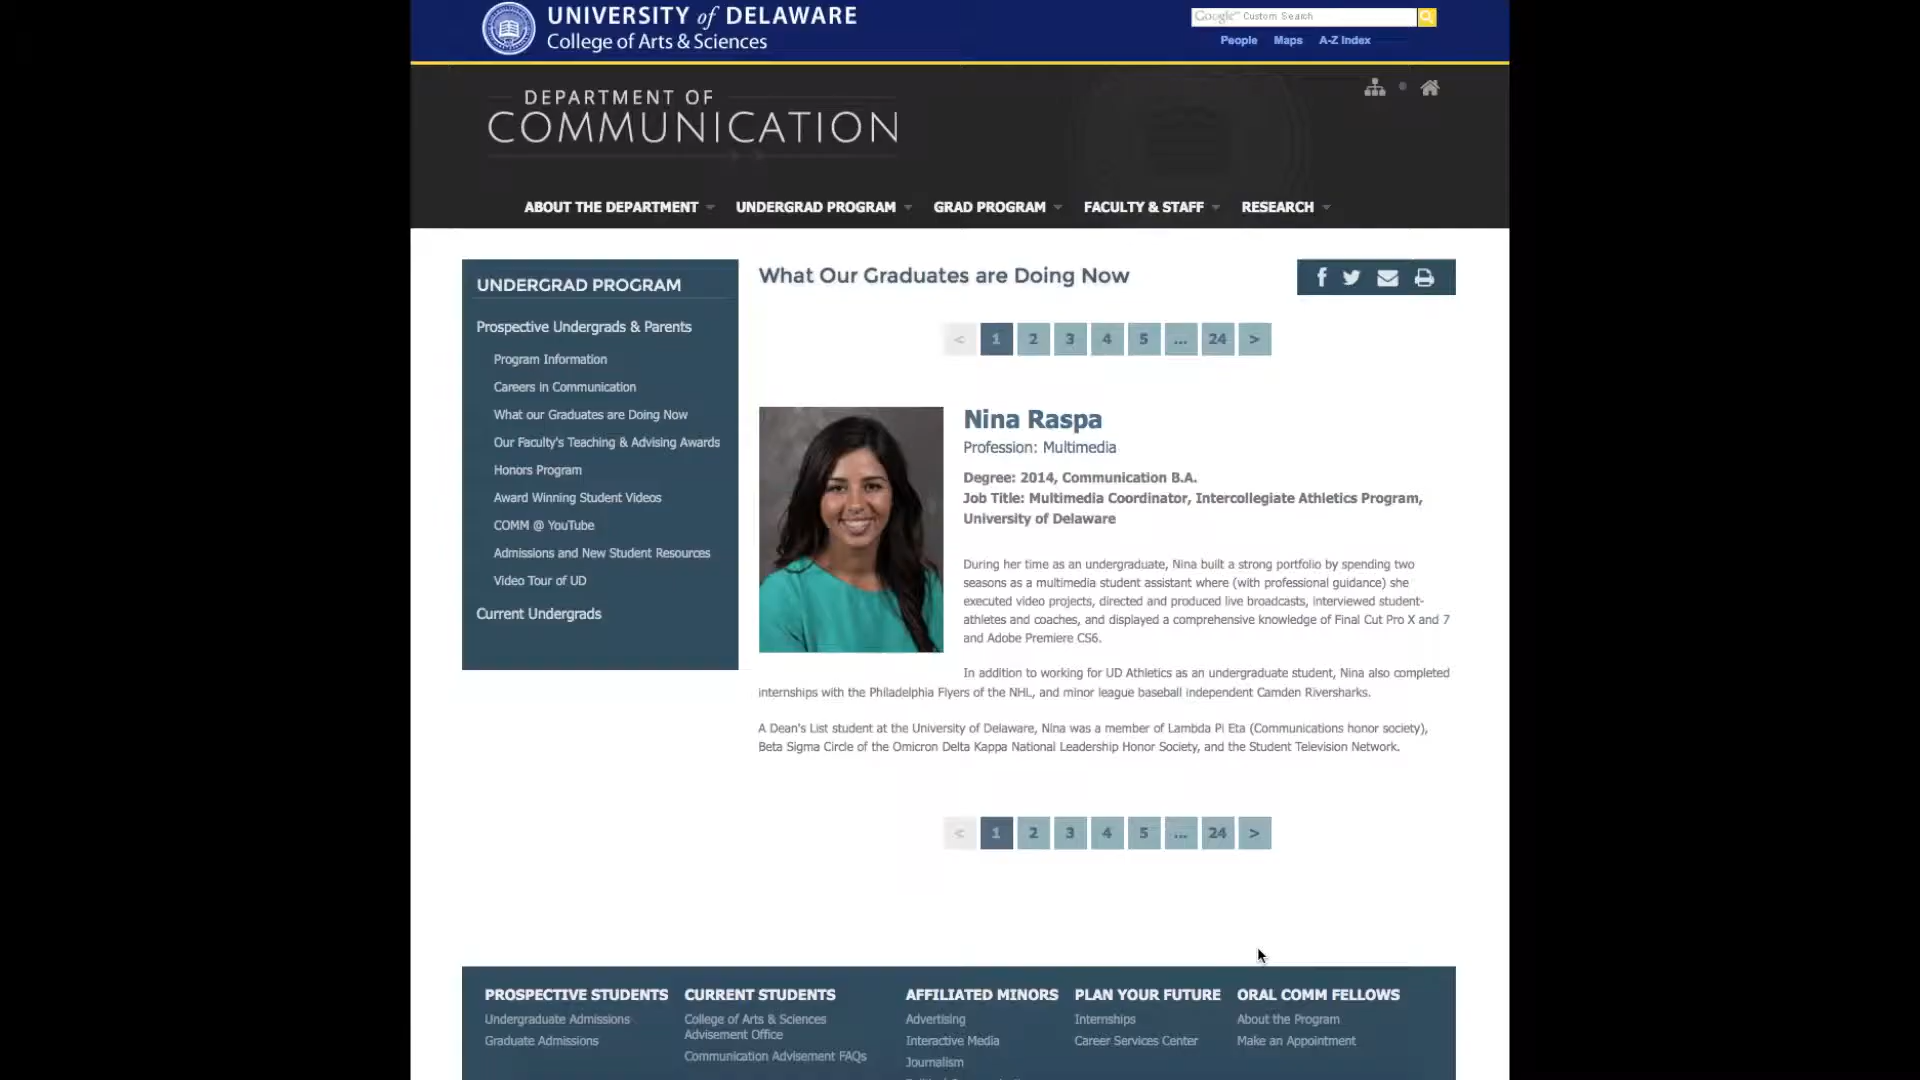 UNIVERSITY of DELAWARE
College of Arts & Sciences
Google™ Custom Search
People Maps A-Z Index
DEPARTMENT OF
COMMUNICATION
ABOUT THE DEPARTMENT UNDERGRAD PROGRAM GRAD PROGRAM FACULTY & STAFF RESEARCH
UNDERGRAD PROGRAM
Prospective Undergrads & Parents
Program Information
Careers in Communication
What our Graduates are Doing Now
Our Faculty's Teaching & Advising Awards
Honors Program
Award Winning Student Videos
COMM @ YouTube
Admissions and New Student Resources
Video Tour of UD
Current Undergrads
What Our Graduates are Doing Now
< 1 2 3 4 5 ... 24 >
Nina Raspa
Profession: Multimedia
Degree: 2014, Communication B.A.
Job Title: Multimedia Coordinator, Intercollegiate Athletics Program,
University of Delaware
During her time as an undergraduate, Nina built a strong portfolio by spending two
seasons as a multimedia student assistant where (with professional guidance) she
executed video projects, directed and produced live broadcasts, interviewed student-
athletes and coaches, and displayed a comprehensive knowledge of Final Cut Pro X and 7
and Adobe Premiere CS6.
In addition to working for UD Athletics as an undergraduate student, Nina also completed
internships with the Philadelphia Flyers of the NHL, and minor league baseball independent Camden Riversharks.
A Dean's List student at the University of Delaware, Nina was a member of Lambda Pi Eta (Communications honor society),
Beta Sigma Circle of the Omicron Delta Kappa National Leadership Honor Society, and the Student Television Network.
< 1 2 3 4 5 ... 24 >
PROSPECTIVE STUDENTS
Undergraduate Admissions
Graduate Admissions
CURRENT STUDENTS
College of Arts & Sciences
Advisement Office
Communication Advisement FAQs
AFFILIATED MINORS
Advertising
Interactive Media
Journalism
PLAN YOUR FUTURE
Internships
Career Services Center
ORAL COMM FELLOWS
About the Program
Make an Appointment